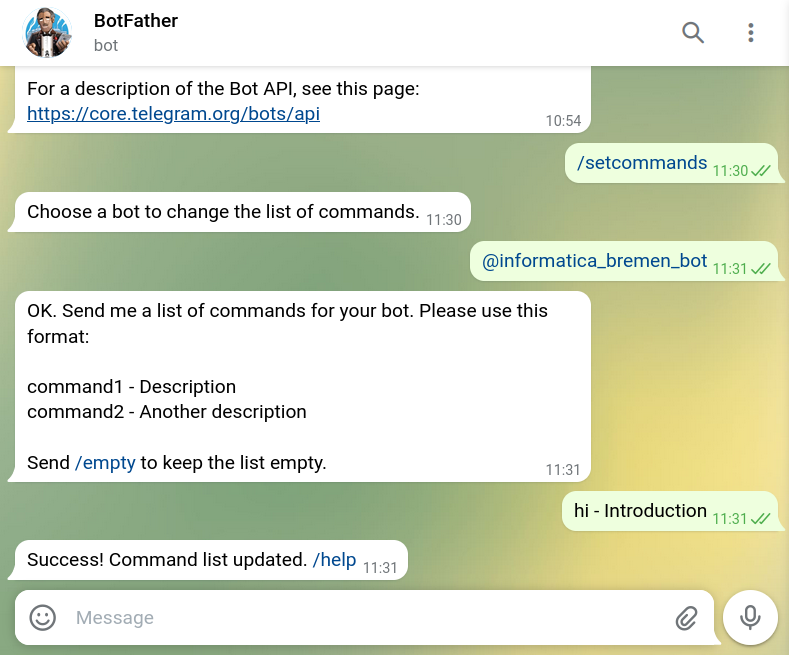 BotFather
bot
For a description of the Bot API, see this page:
https://core.telegram.org/bots/api
10:54
/setcommands 11:30
Choose a bot to change the list of commands. 11:30
@informatica_bremen_bot 11:31
OK. Send me a list of commands for your bot. Please use this
format:
command1 - Description
command2 - Another description
Send /empty to keep the list empty.
11:31
hi - Introduction 11:31
Success! Command list updated. /help 11:31
Message